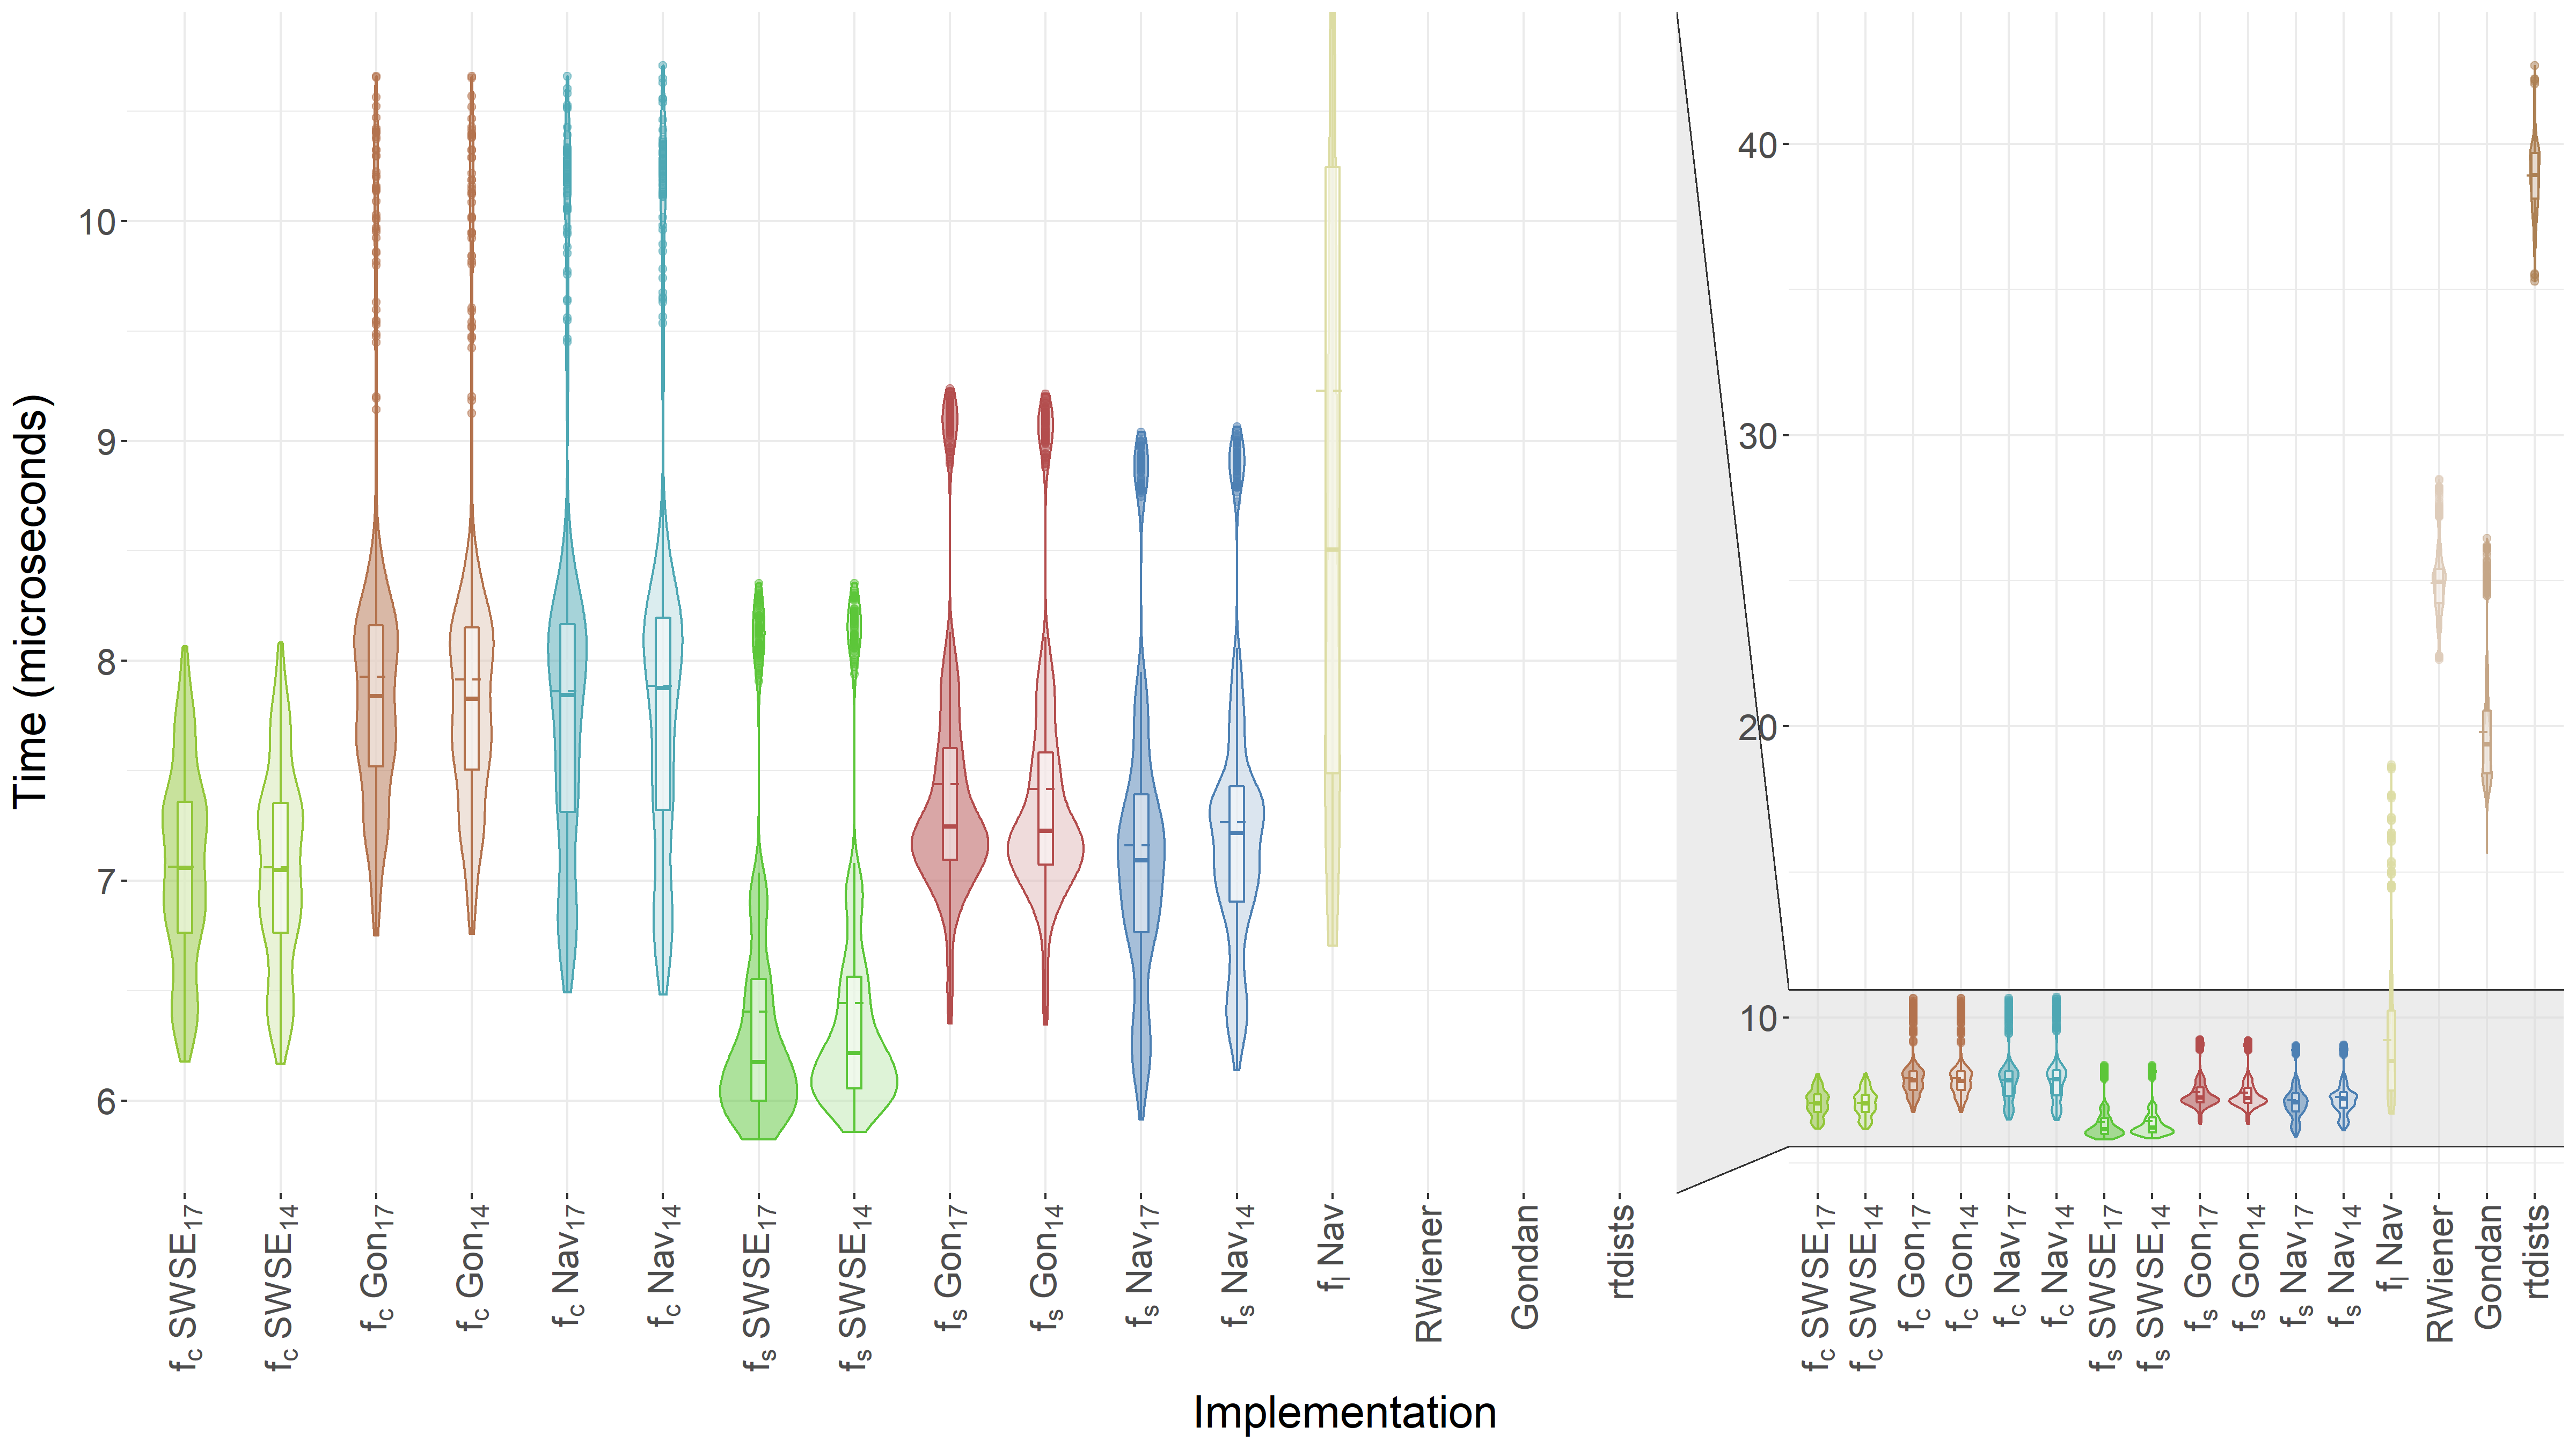 Time (microseconds)
10
9
8
7
6
40
30
20
10
f_c SWSE_17
f_c SWSE_14
f_c Gon_17
f_c Gon_14
f_c Nav_17
f_c Nav_14
f_s SWSE_17
f_s SWSE_14
f_s Gon_17
f_s Gon_14
f_s Nav_17
f_s Nav_14
f_l Nav
RWiener
Gondan
rtdists
f_c SWSE_17
f_c SWSE_14
f_c Gon_17
f_c Gon_14
f_c Nav_17
f_c Nav_14
f_s SWSE_17
f_s SWSE_14
f_s Gon_17
f_s Gon_14
f_s Nav_17
f_s Nav_14
f_l Nav
RWiener
Gondan
rtdists
Implementation